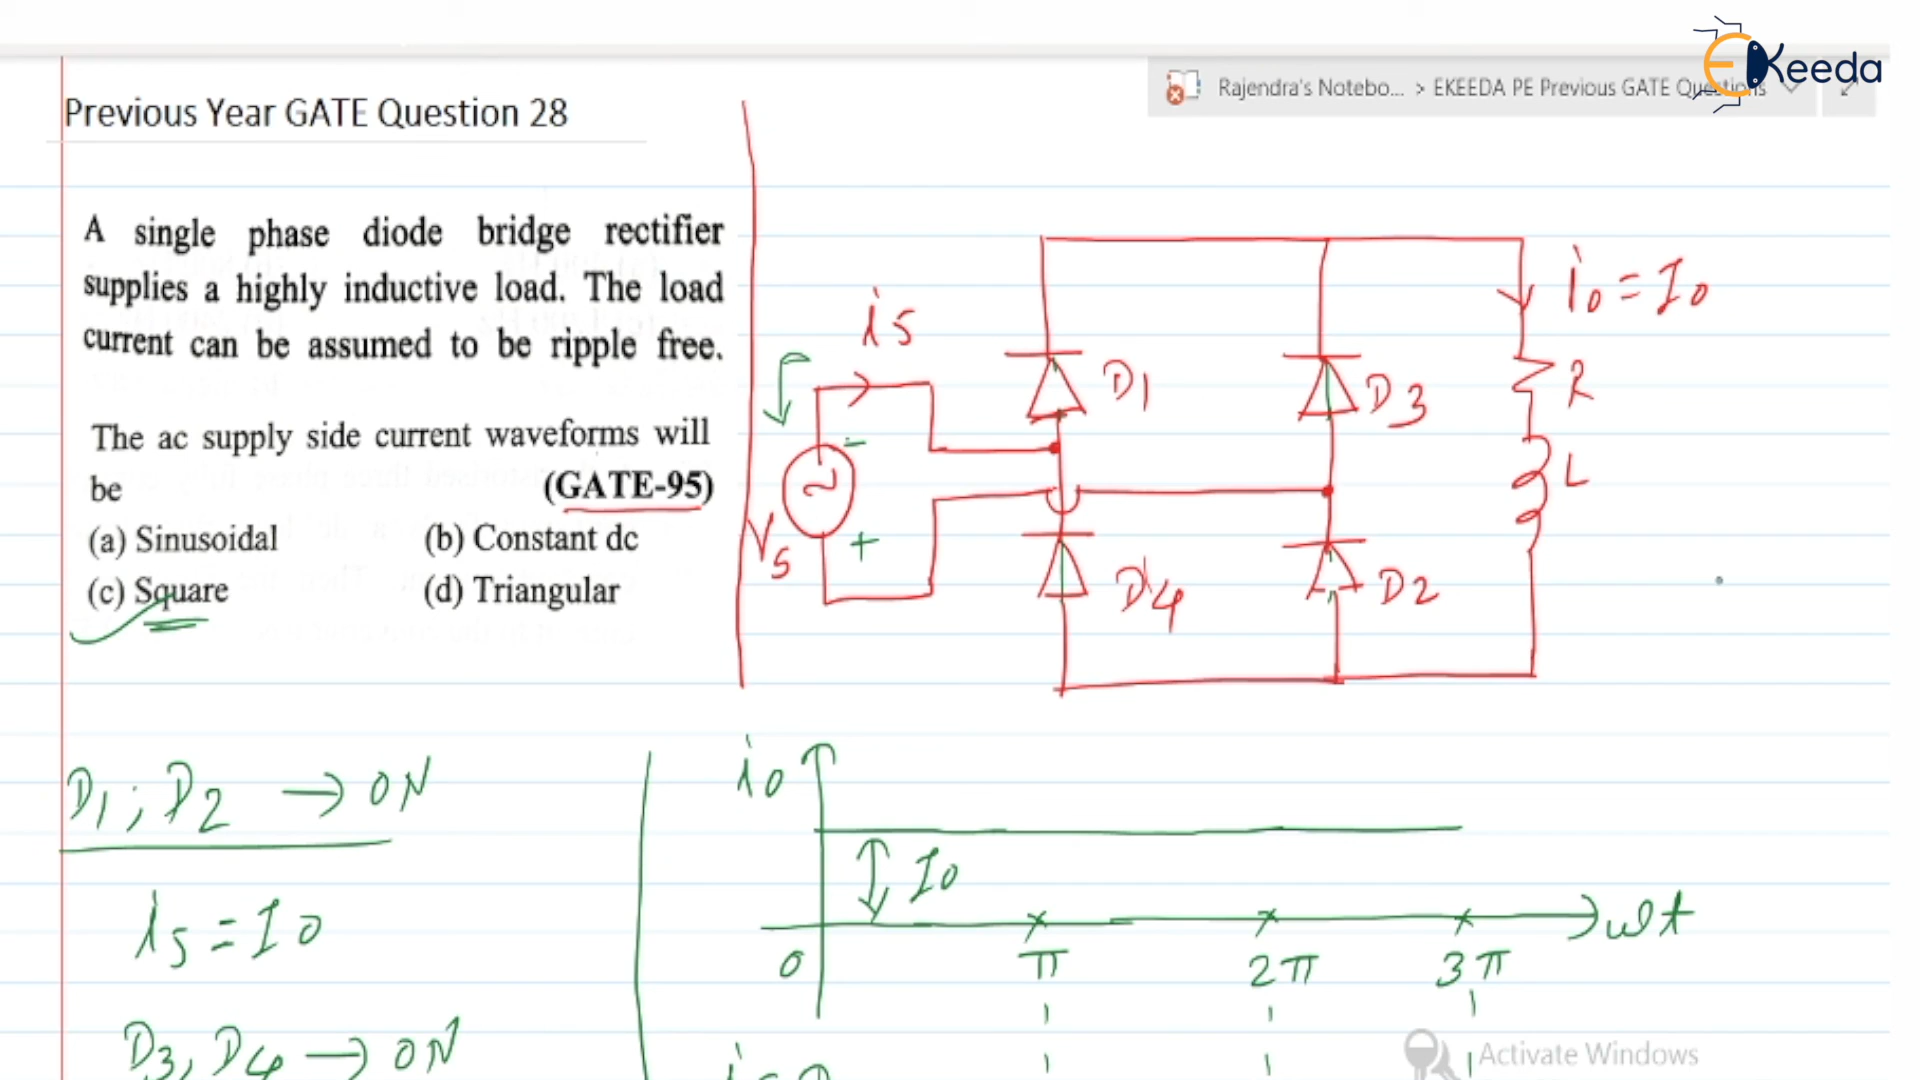 EKeeda
Rajendra's Notebo... > EKEEDA PE Previous GATE Questions
Previous Year GATE Question 28
A single phase diode bridge rectifier
supplies a highly inductive load. The load
current can be assumed to be ripple free.
The ac supply side current waveforms will
be (GATE-95)
(a) Sinusoidal (b) Constant dc
(c) Square (d) Triangular
is
i0 = I0
D1
D3
R
-
L
+
Vs
D4
D2
D1; D2 → ON
is = I0
D3, D4 → ON
i0
I0
ωt
0 π 2π 3π
Activate Windows